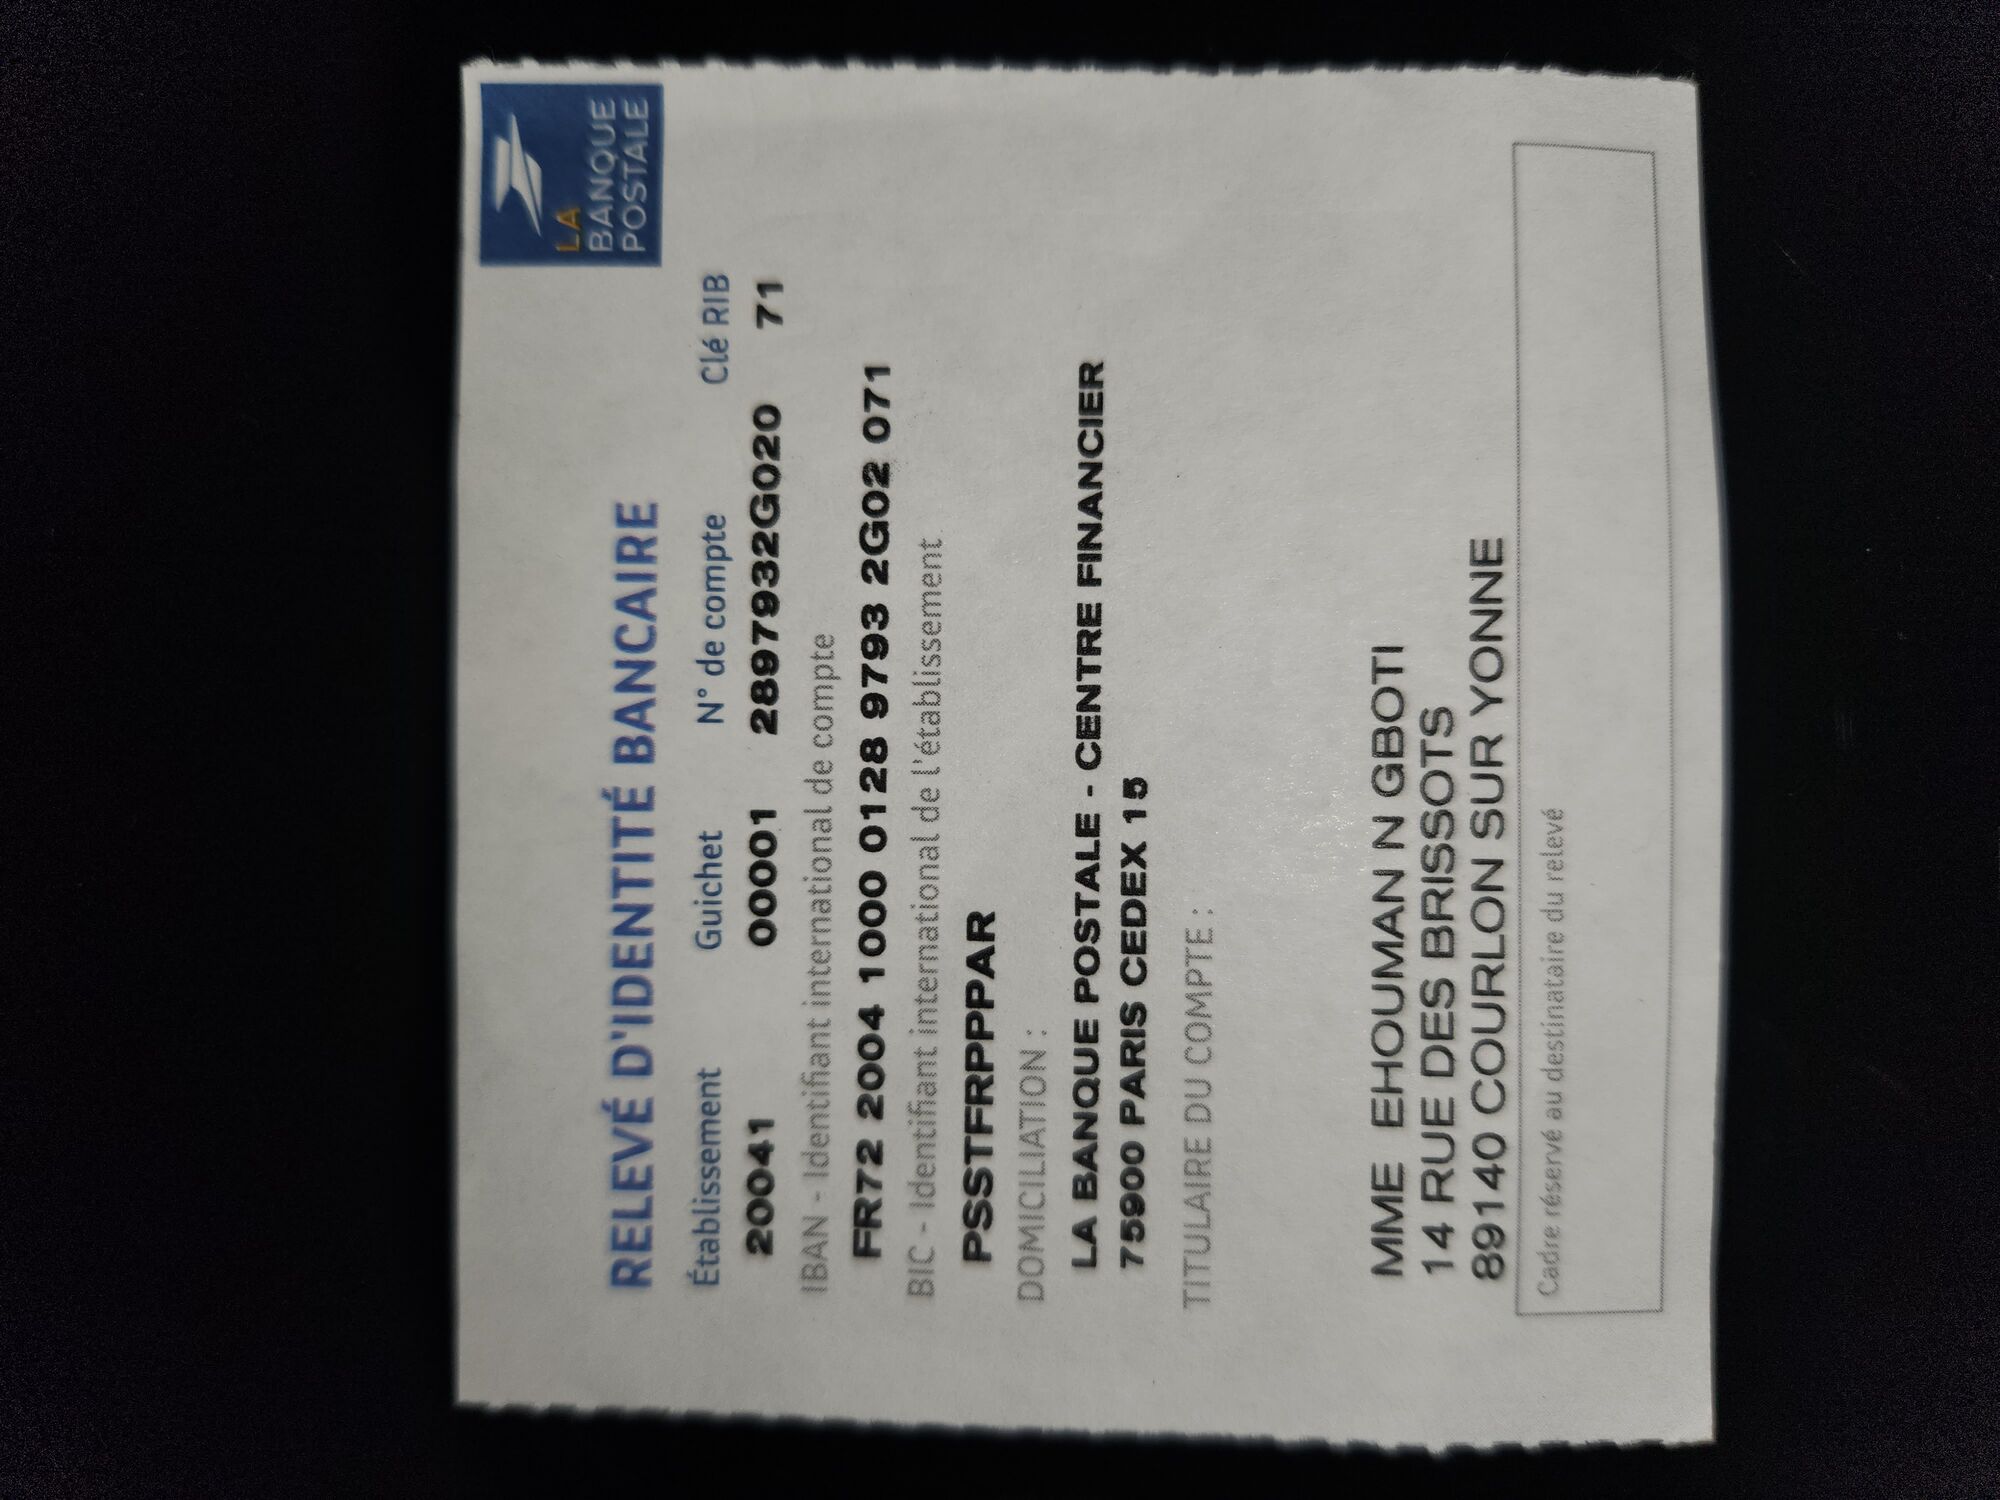 LA
BANQUE
POSTALE
RELEVÉ D'IDENTITÉ BANCAIRE
Établissement Guichet N° de compte Clé RIB
20041 00001 2897932G020 71
IBAN - Identifiant international de compte
FR72 2004 1000 0128 9793 2G02 071
BIC - Identifiant international de l'établissement
PSSTFRPPPAR
DOMICILIATION :
LA BANQUE POSTALE - CENTRE FINANCIER
75900 PARIS CEDEX 15
TITULAIRE DU COMPTE :
MME EHOUMAN N GBOTI
14 RUE DES BRISSOTS
89140 COURLON SUR YONNE
Cadre réservé au destinataire du relevé